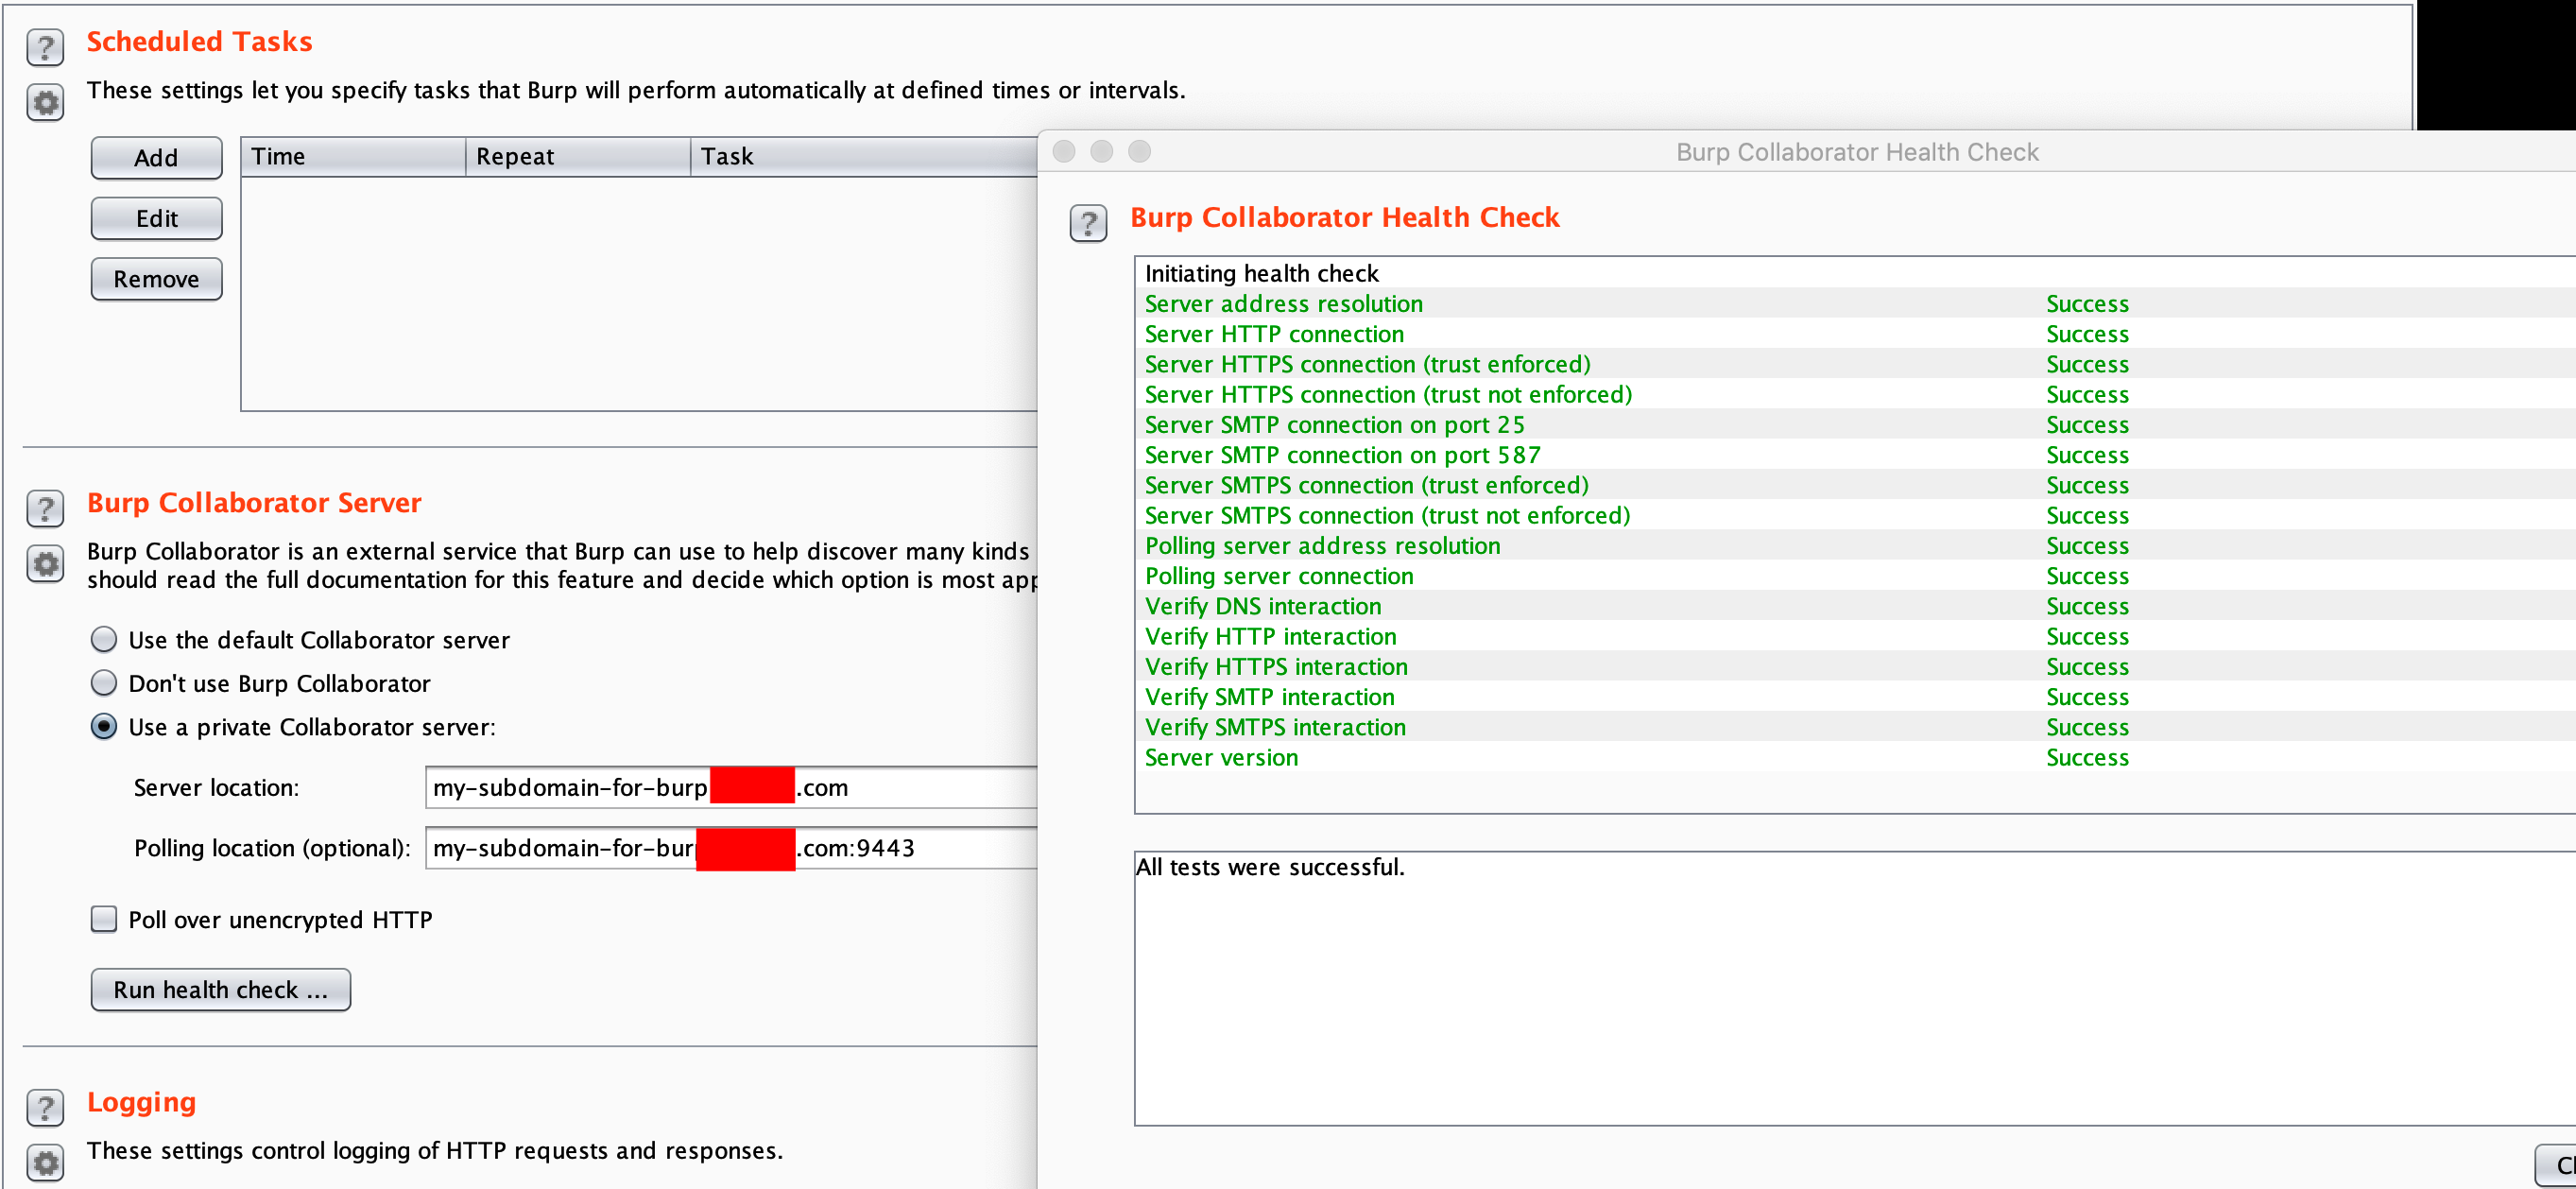 Scheduled Tasks
These settings let you specify tasks that Burp will perform automatically at defined times or intervals.
Add
Edit
Remove
Time Repeat Task
Burp Collaborator Server
Burp Collaborator is an external service that Burp can use to help discover many kinds
should read the full documentation for this feature and decide which option is most
Use the default Collaborator server
Don't use Burp Collaborator
Use a private Collaborator server:
Server location: my-subdomain-for-burp .com
Polling location (optional): my-subdomain-for-bur .com:9443
Poll over unencrypted HTTP
Run health check ...
Logging
These settings control logging of HTTP requests and responses.
Burp Collaborator Health Check
Burp Collaborator Health Check
Initiating health check
Server address resolution Success
Server HTTP connection Success
Server HTTPS connection (trust enforced) Success
Server HTTPS connection (trust not enforced) Success
Server SMTP connection on port 25 Success
Server SMTP connection on port 587 Success
Server SMTPS connection (trust enforced) Success
Server SMTPS connection (trust not enforced) Success
Polling server address resolution Success
Polling server connection Success
Verify DNS interaction Success
Verify HTTP interaction Success
Verify HTTPS interaction Success
Verify SMTP interaction Success
Verify SMTPS interaction Success
Server version Success
All tests were successful.